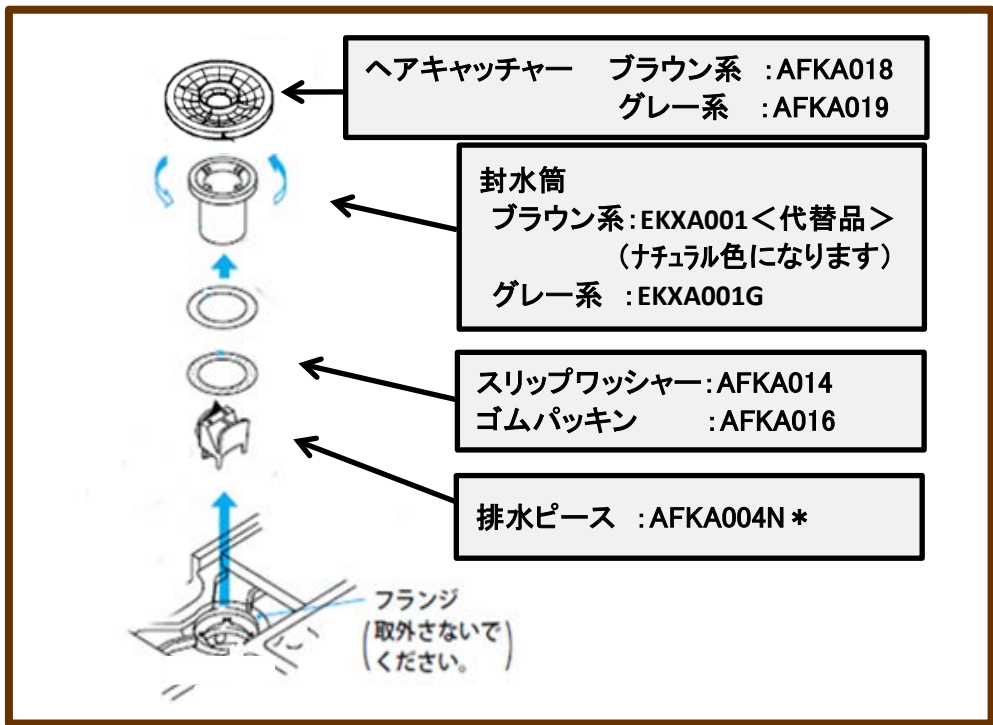 ヘアキャッチャー ブラウン系 :AFKA018
グレー系 :AFKA019
封水筒
ブラウン系:EKXA001<代替品>
(ナチュラル色になります)
グレー系 :EKXA001G
スリップワッシャー:AFKA014
ゴムパッキン :AFKA016
排水ピース :AFKA004N*
フランジ
(取外さないで
ください。)